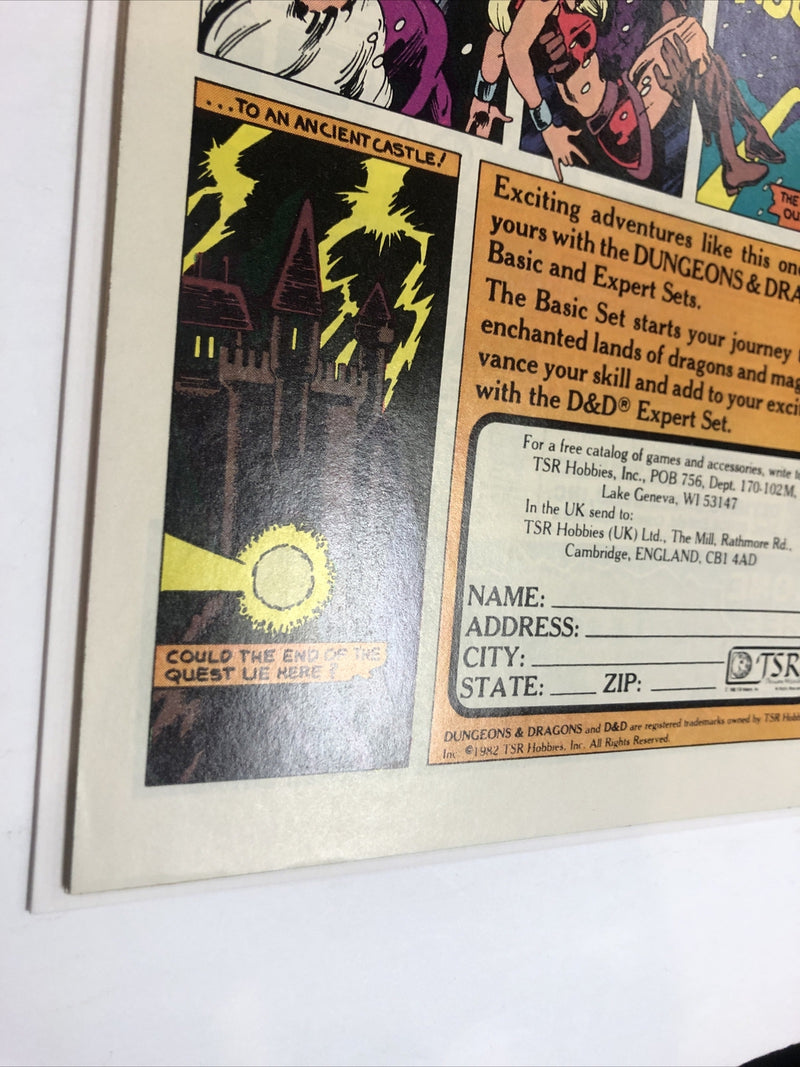 ...TO AN ANCIENT CASTLE!
THE
OU
Exciting adventures like this
yours with the DUNGEONS & DRA
Basic and Expert Sets.
The Basic Set starts your journey
enchanted lands of dragons and
vance your skill and add to your
with the D&D® Expert Set.
For a free catalog of games and accessories, write
TSR Hobbies, Inc., POB 756, Dept. 170-102M,
Lake Geneva, WI 53147
In the UK send to:
TSR Hobbies (UK) Ltd., The Mill, Rathmore Rd.,
Cambridge, ENGLAND, CB1 4AD
NAME:
ADDRESS:
CITY:
STATE: ZIP:
TSR
COULD THE END OF THE
QUEST LIE HERE?
DUNGEONS & DRAGONS and D&D are registered trademarks owned by TSR Hobb
Inc. ©1982 TSR Hobbies, Inc. All Rights Reserved.